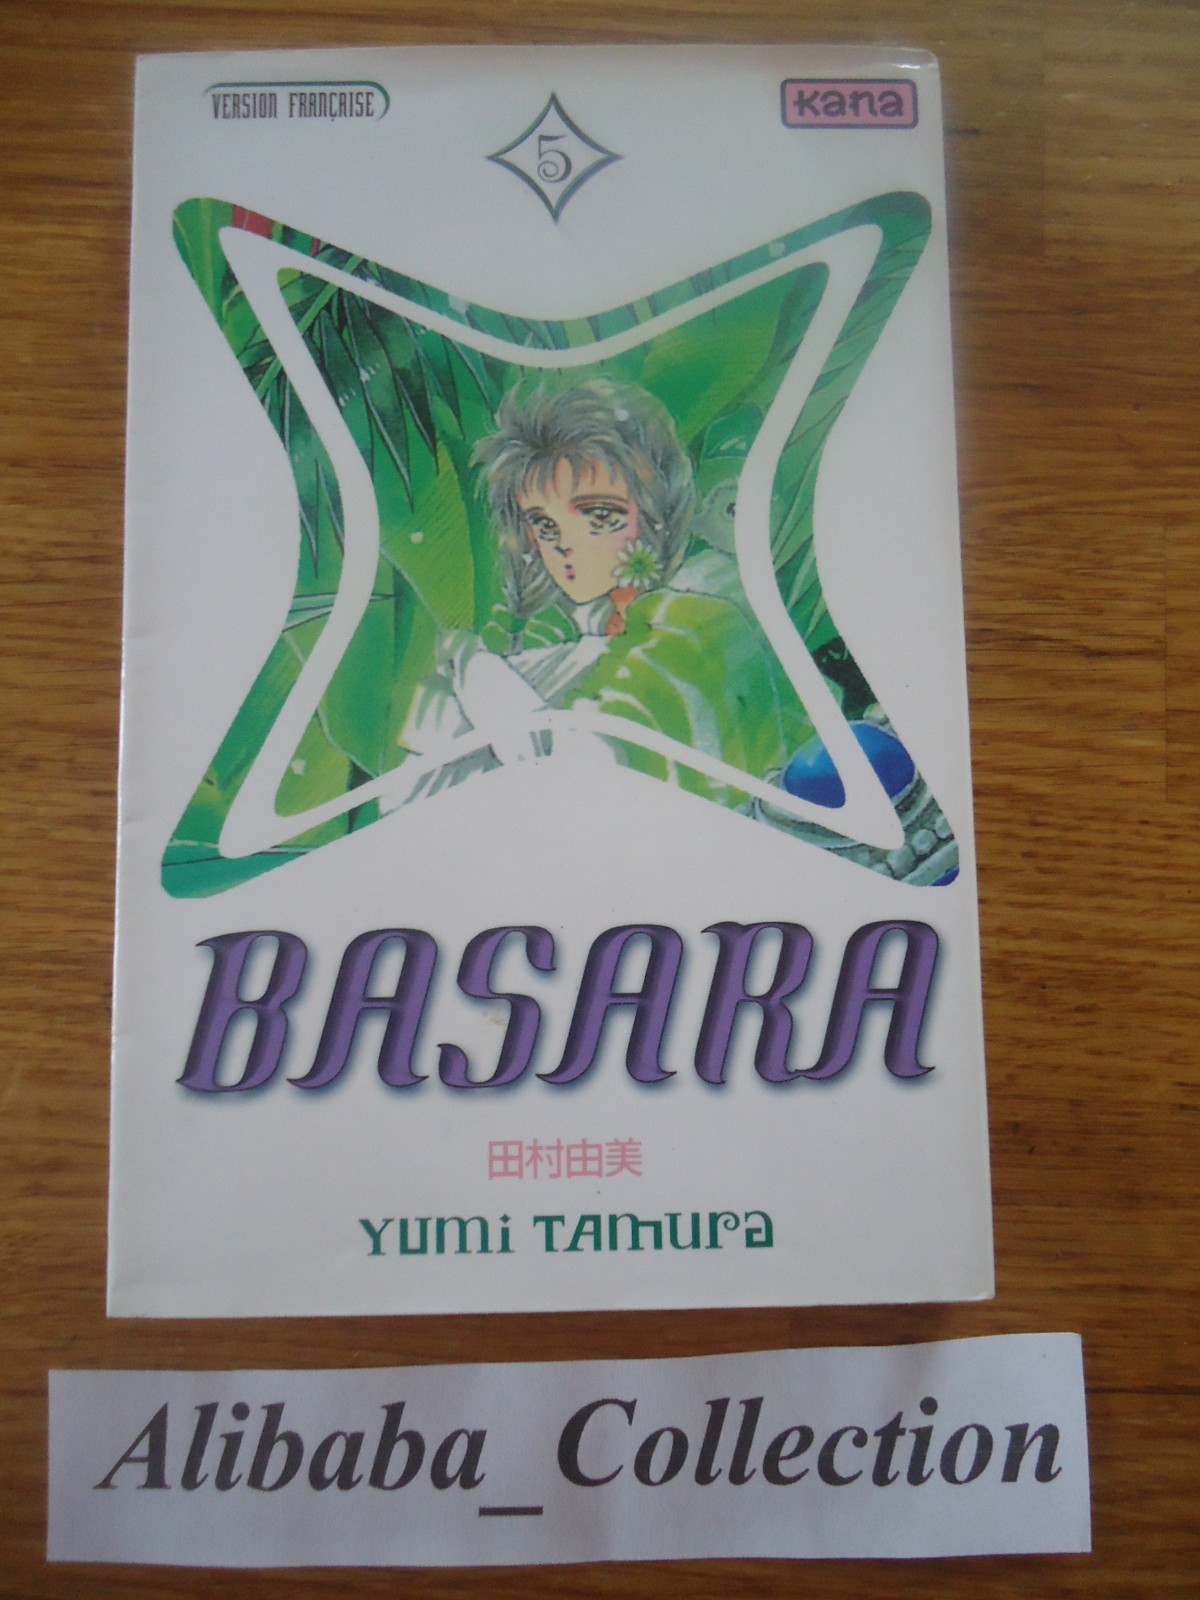 VERSION FRANÇAISE
kana
5
BASARA
田村由美
YUMI TAMURA
Alibaba_Collection